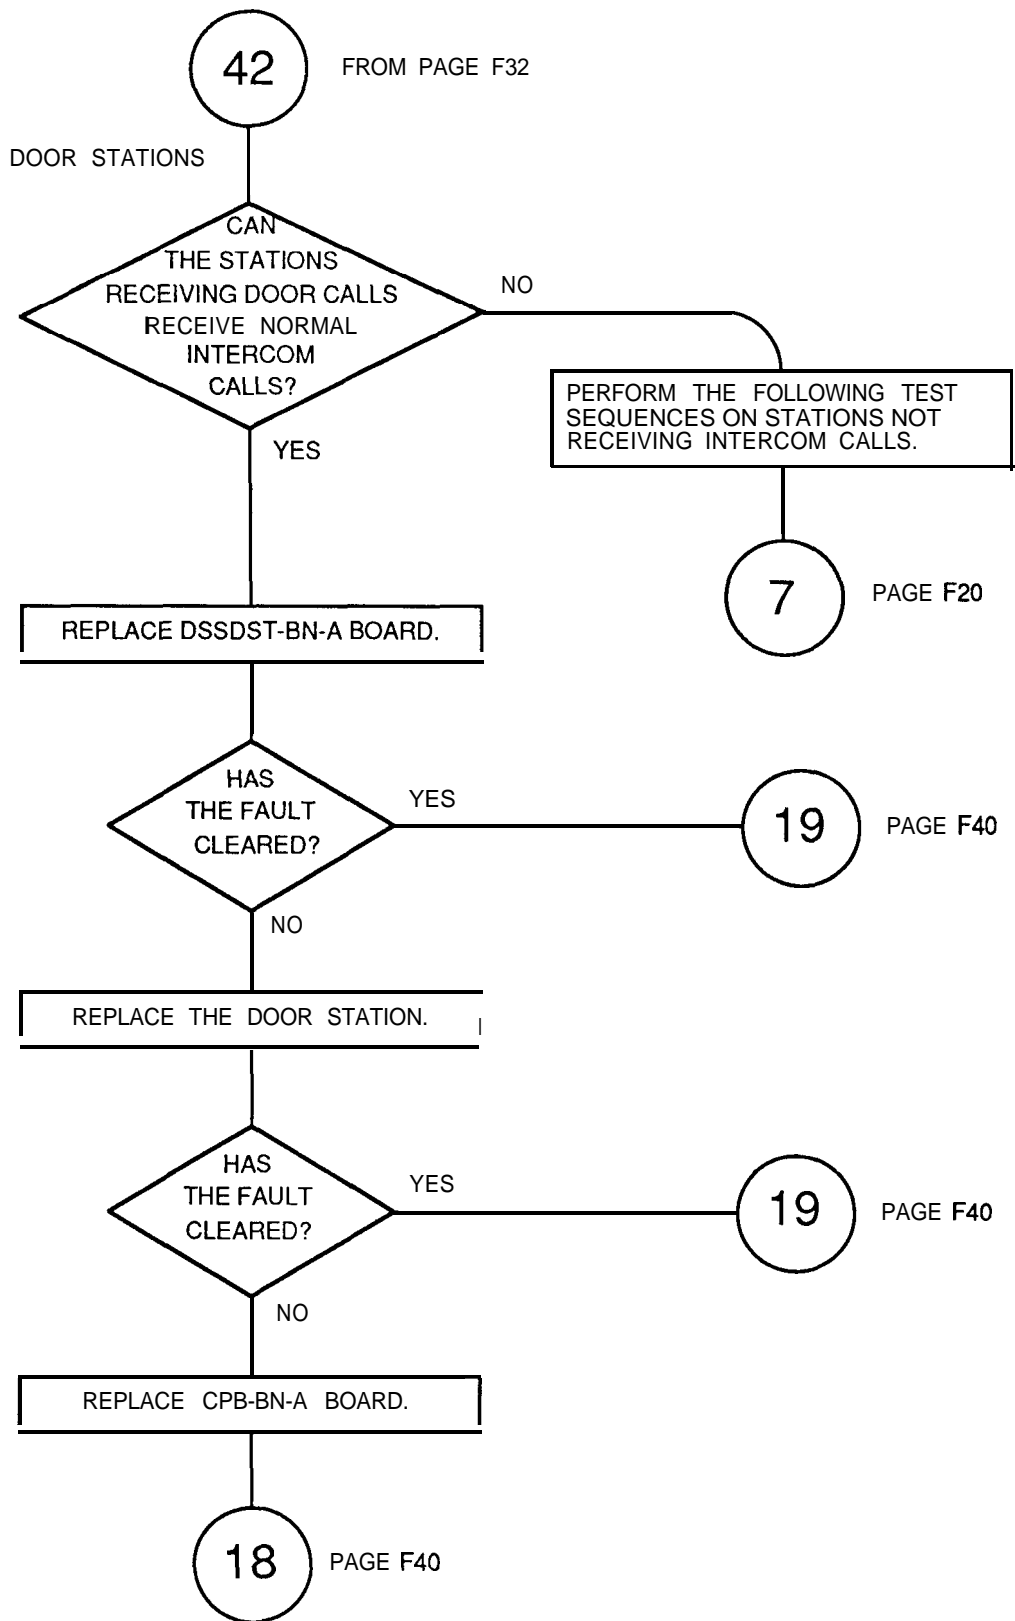 42
FROM PAGE F32
DOOR STATIONS
CAN
THE STATIONS
RECEIVING DOOR CALLS
RECEIVE NORMAL
INTERCOM
CALLS?
NO
PERFORM THE FOLLOWING TEST
SEQUENCES ON STATIONS NOT
RECEIVING INTERCOM CALLS.
YES
7
PAGE F20
REPLACE DSSDST-BN-A BOARD.
HAS
THE FAULT
CLEARED?
YES
19
PAGE F40
NO
REPLACE THE DOOR STATION.
HAS
THE FAULT
CLEARED?
YES
19
PAGE F40
NO
REPLACE CPB-BN-A BOARD.
18
PAGE F40